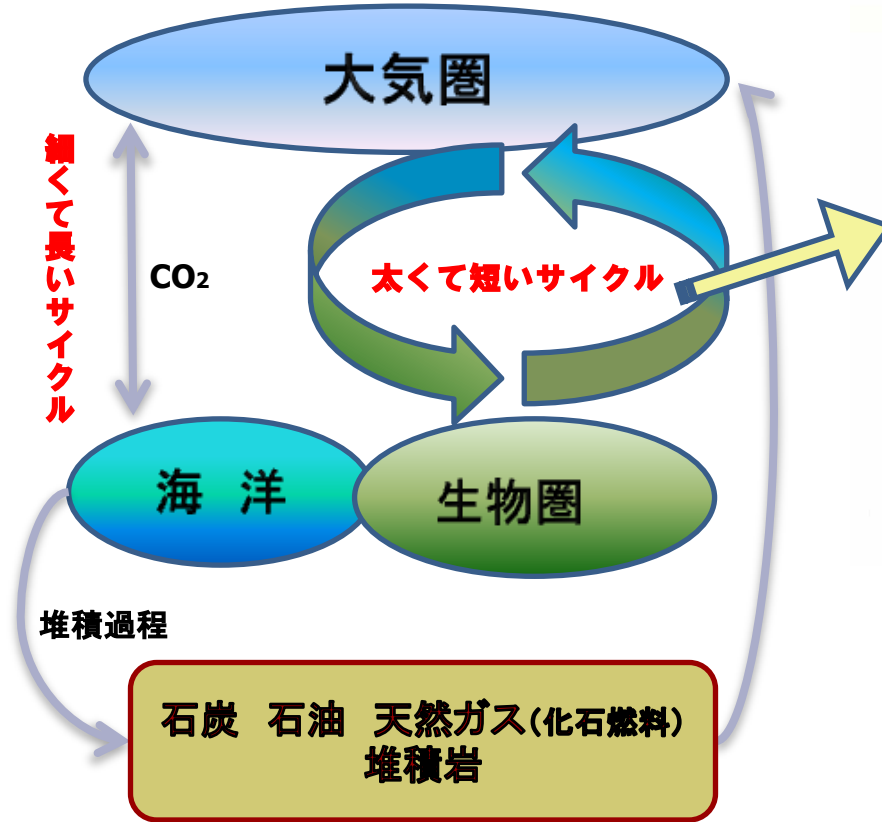 大気圏
細くて長いサイクル
CO₂
太くて短いサイクル
海 洋
生物圏
堆積過程
石炭 石油 天然ガス(化石燃料)
堆積岩